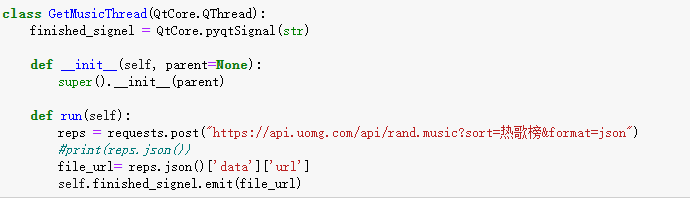 class GetMusicThread(QtCore.QThread):
    finished_signel = QtCore.pyqtSignal(str)

    def __init__(self, parent=None):
        super().__init__(parent)

    def run(self):
        reps = requests.post("https://api.uomg.com/api/rand.music?sort=热歌榜&format=json")
        #print(reps.json())
        file_url= reps.json()['data']['url']
        self.finished_signel.emit(file_url)